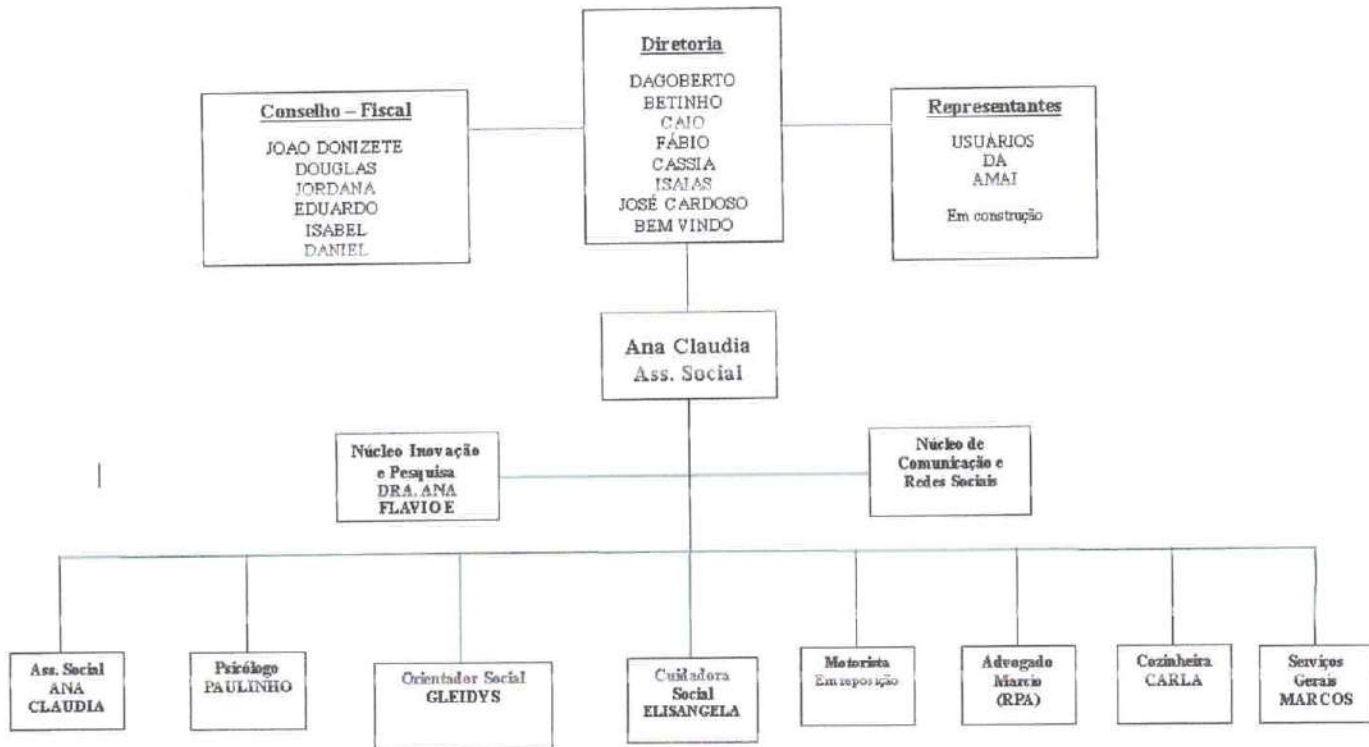 Diretoria
DAGOBERTO
BETINHO
CAIO
FÁBIO
CASSIA
ISAIAS
JOSÉ CARDOSO
BEM VINDO
Conselho – Fiscal
JOAO DONIZETE
DOUGLAS
JORDANA
EDUARDO
ISABEL
DANIEL
Representantes
USUÁRIOS
DA
AMAI
Em construção
Ana Claudia
Ass. Social
Núcleo Inovação
e Pesquisa
DRA. ANA
FLAVIO E
Núcleo de
Comunicação e
Redes Sociais
Ass. Social
ANA
CLAUDIA
Psicólogo
PAULINHO
Orientador Social
GLEIDYS
Cuidadora
Social
ELISANGELA
Motorista
Em reposição
Advogado
Marcio
(RPA)
Cozinheira
CARLA
Serviços
Gerais
MARCOS